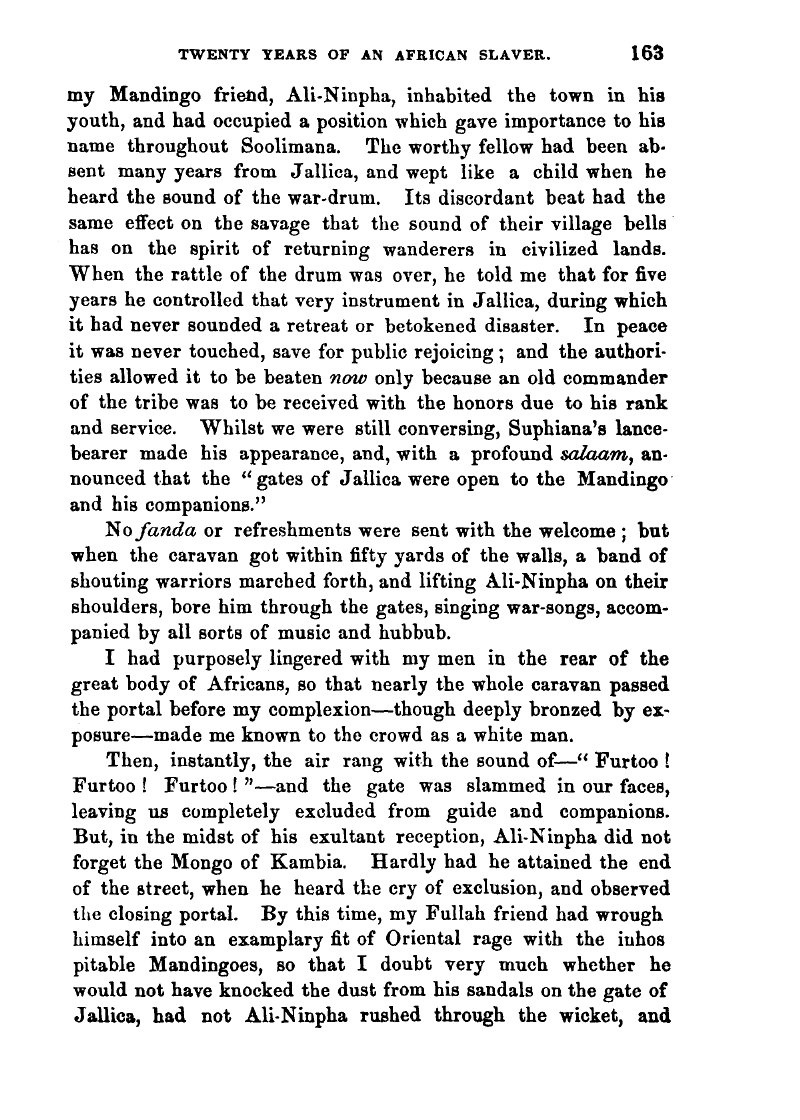 TWENTY YEARS OF AN AFRICAN SLAVER. 163
my Mandingo friend, Ali-Ninpha, inhabited the town in his
youth, and had occupied a position which gave importance to his
name throughout Soolimana. The worthy fellow had been ab-
sent many years from Jallica, and wept like a child when he
heard the sound of the war-drum. Its discordant beat had the
same effect on the savage that the sound of their village bells
has on the spirit of returning wanderers in civilized lands.
When the rattle of the drum was over, he told me that for five
years he controlled that very instrument in Jallica, during which
it had never sounded a retreat or betokened disaster. In peace
it was never touched, save for public rejoicing; and the authori-
ties allowed it to be beaten now only because an old commander
of the tribe was to be received with the honors due to his rank
and service. Whilst we were still conversing, Suphiana's lance-
bearer made his appearance, and, with a profound salaam, an-
nounced that the "gates of Jallica were open to the Mandingo
and his companions."
No fanda or refreshments were sent with the welcome; but
when the caravan got within fifty yards of the walls, a band of
shouting warriors marched forth, and lifting Ali-Ninpha on their
shoulders, bore him through the gates, singing war-songs, accom-
panied by all sorts of music and hubbub.
I had purposely lingered with my men in the rear of the
great body of Africans, so that nearly the whole caravan passed
the portal before my complexion—though deeply bronzed by ex-
posure—made me known to the crowd as a white man.
Then, instantly, the air rang with the sound of—"Furtoo!
Furtoo! Furtoo!"—and the gate was slammed in our faces,
leaving us completely excluded from guide and companions.
But, in the midst of his exultant reception, Ali-Ninpha did not
forget the Mongo of Kambia. Hardly had he attained the end
of the street, when he heard the cry of exclusion, and observed
the closing portal. By this time, my Fullah friend had wrough
himself into an examplary fit of Oriental rage with the inhos
pitable Mandingoes, so that I doubt very much whether he
would not have knocked the dust from his sandals on the gate of
Jallica, had not Ali-Ninpha rushed through the wicket, and